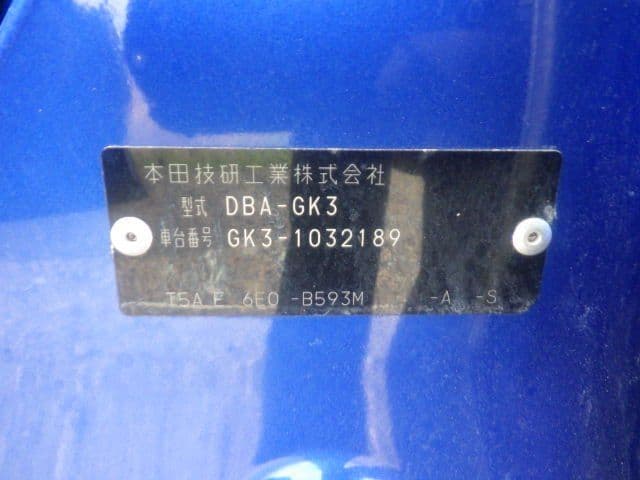 本田技研工業株式会社
型式 DBA-GK3
車台番号 GK3-1032189
T5A F 6E0 -B593M -A -S